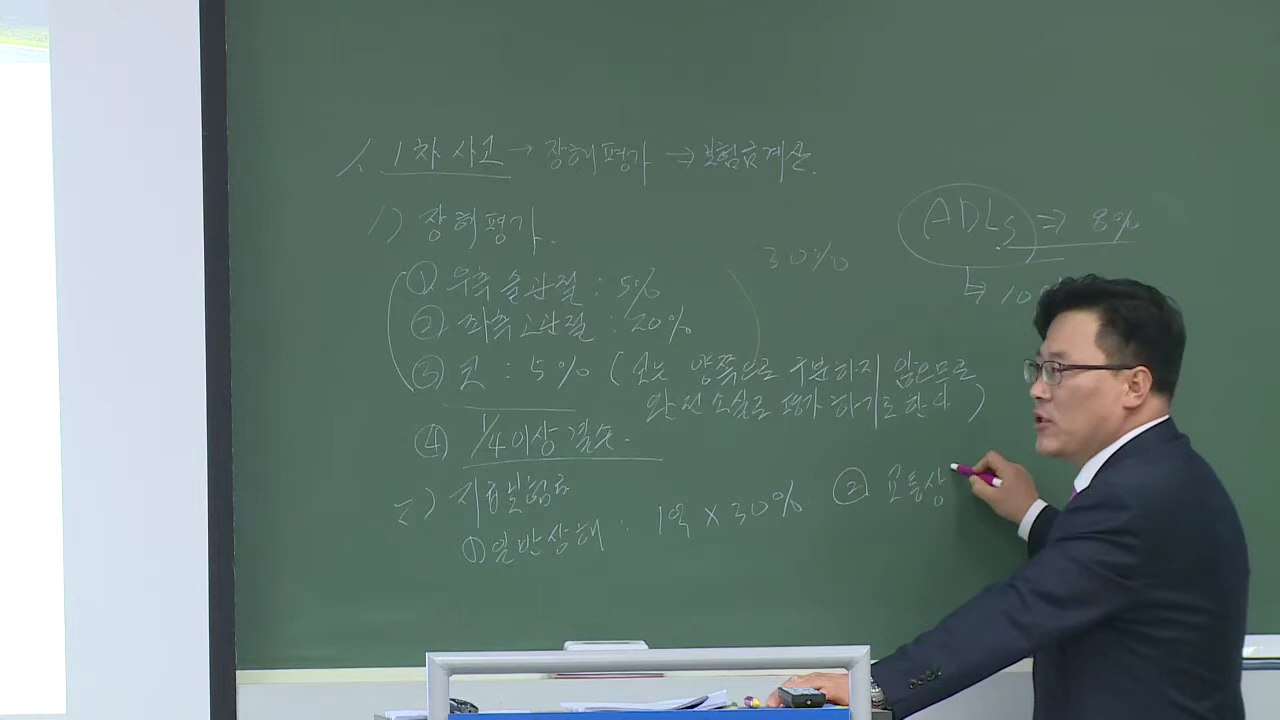 1. 1차 사고 → 장해평가 → 보험금계산.
1) 장해평가.
① 우측 슬관절 : 5%
② 좌측 고관절 : 20%
③ 코 : 5% (코는 양쪽으로 구분하지 않으므로
완전 소실로 평가하기도 한다)
④ 1/4 이상 결손.
30%
ADLs ⇒ 8%
↳ 10
2) 지급보험금
① 일반상해 : 1억 x 30%
② 교통상